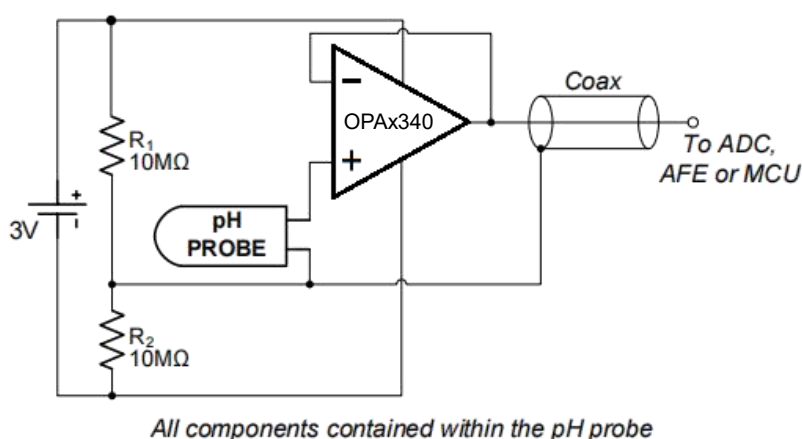 Coax
OPAx340
R1
10MΩ
To ADC,
AFE or MCU
pH
PROBE
3V
R2
10MΩ
All components contained within the pH probe